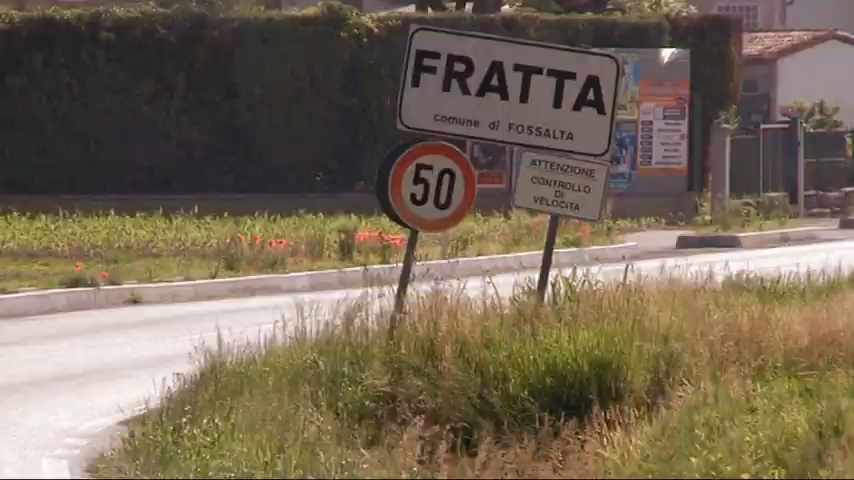 FRATTA
comune di FOSSALTA
50
ATTENZIONE
CONTROLLO
DI
VELOCITA